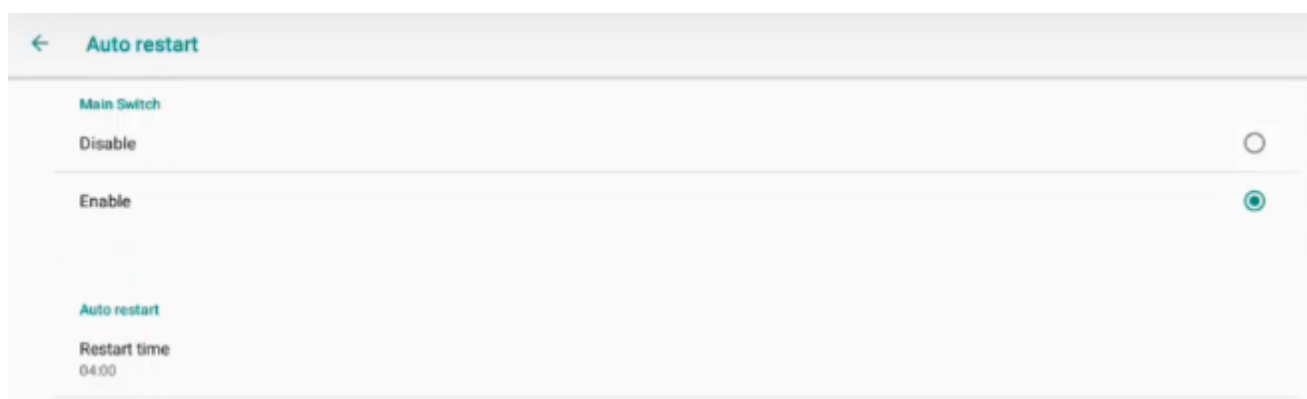 Auto restart
Main Switch
Disable
Enable
Auto restart
Restart time
04:00